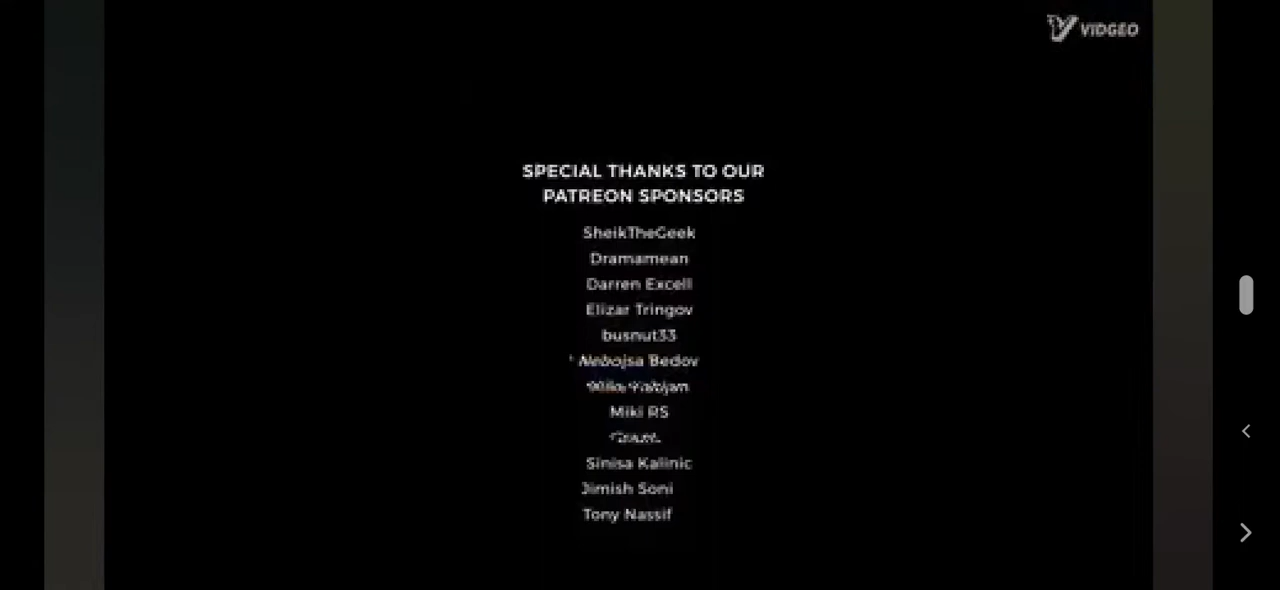 VIDGEO
SPECIAL THANKS TO OUR
PATREON SPONSORS
SheikTheGeek
Dramamean
Darren Excell
Elizar Tringov
busnut33
Nebojsa Bedov
Miki RS
Sinisa Kalinic
Jimish Soni
Tony Nassif